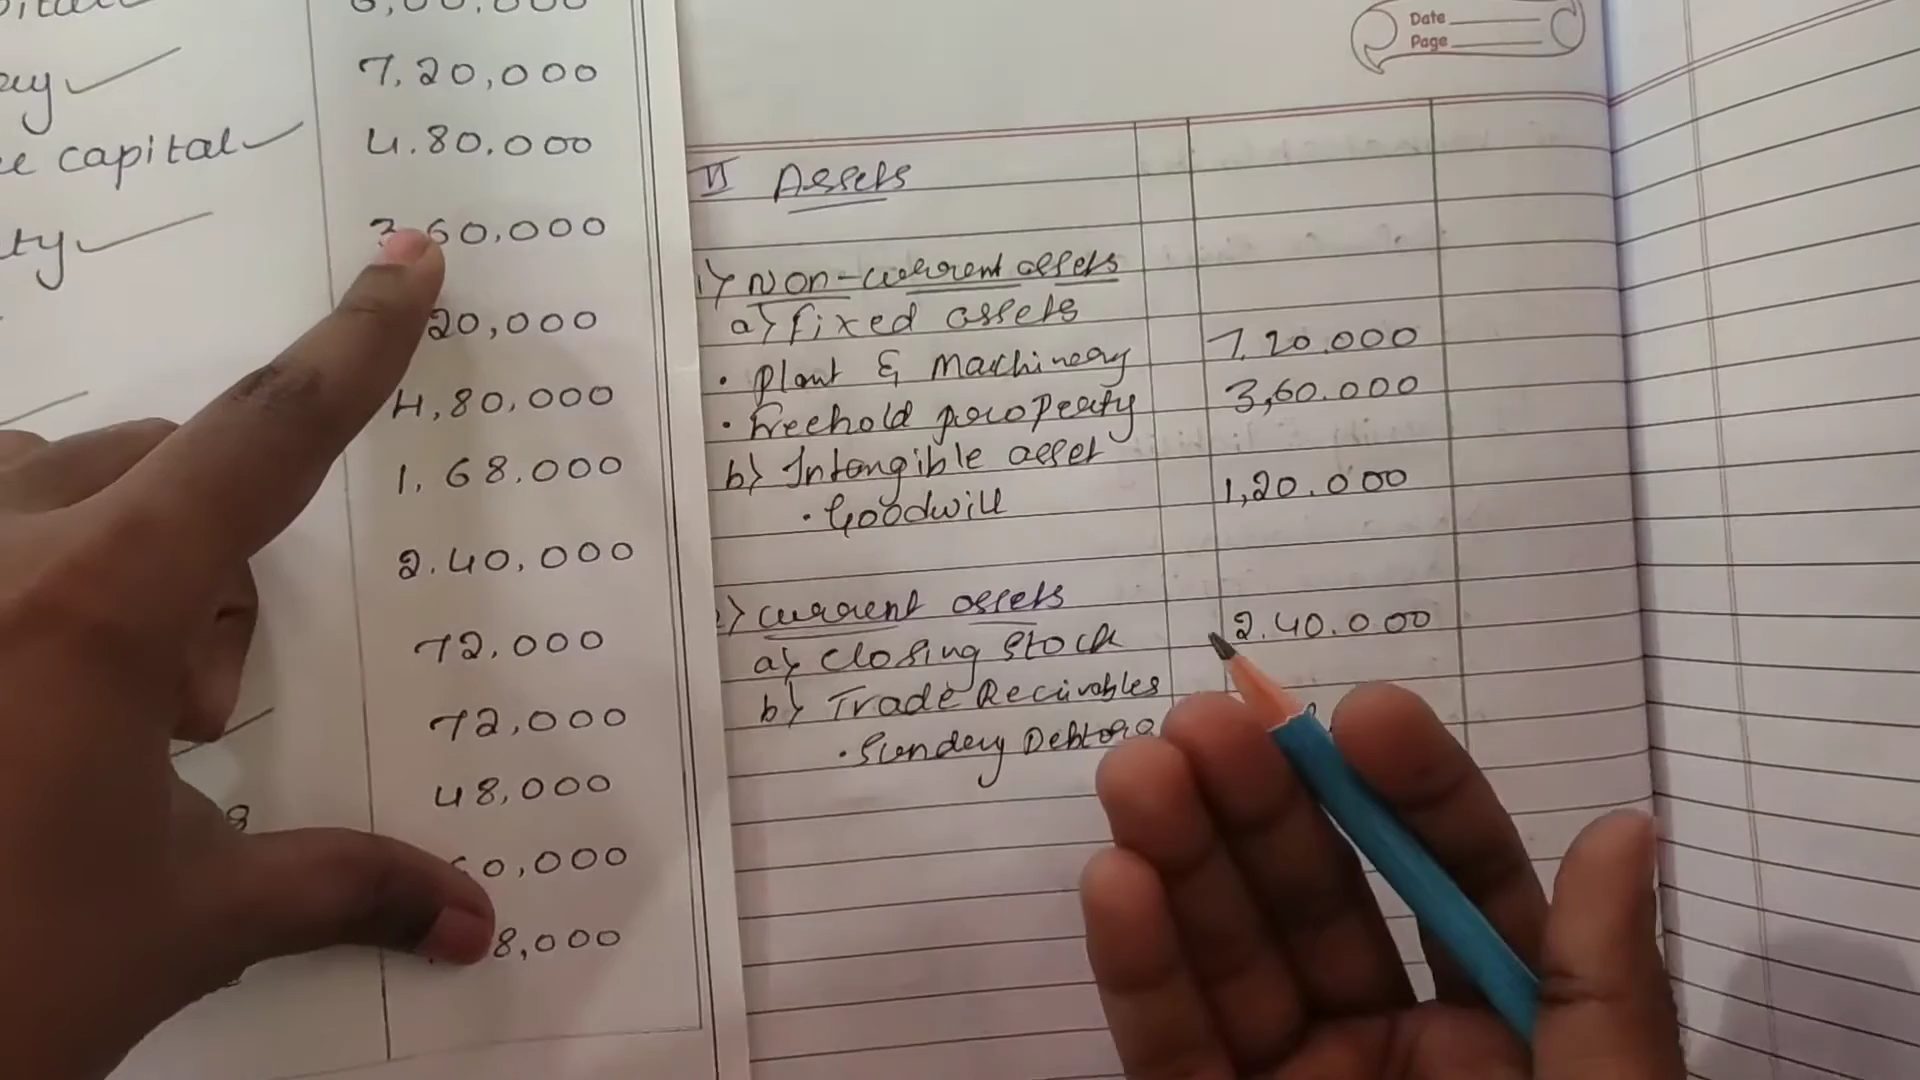 7,20,000
capital 4,80,000
60,000
20,000
4,80,000
1,68,000
2,40,000
72,000
72,000
48,000
0,000
8,000
Date
Page
II Assets
1) Non-current assets
a) fixed assets
• Plant & Machinery 7,20,000
• Freehold property 3,60,000
b) Intangible asset
• Goodwill 1,20,000
) current assets
a) Closing Stock 2,40,000
b) Trade Recivables
• Sundery Debtors